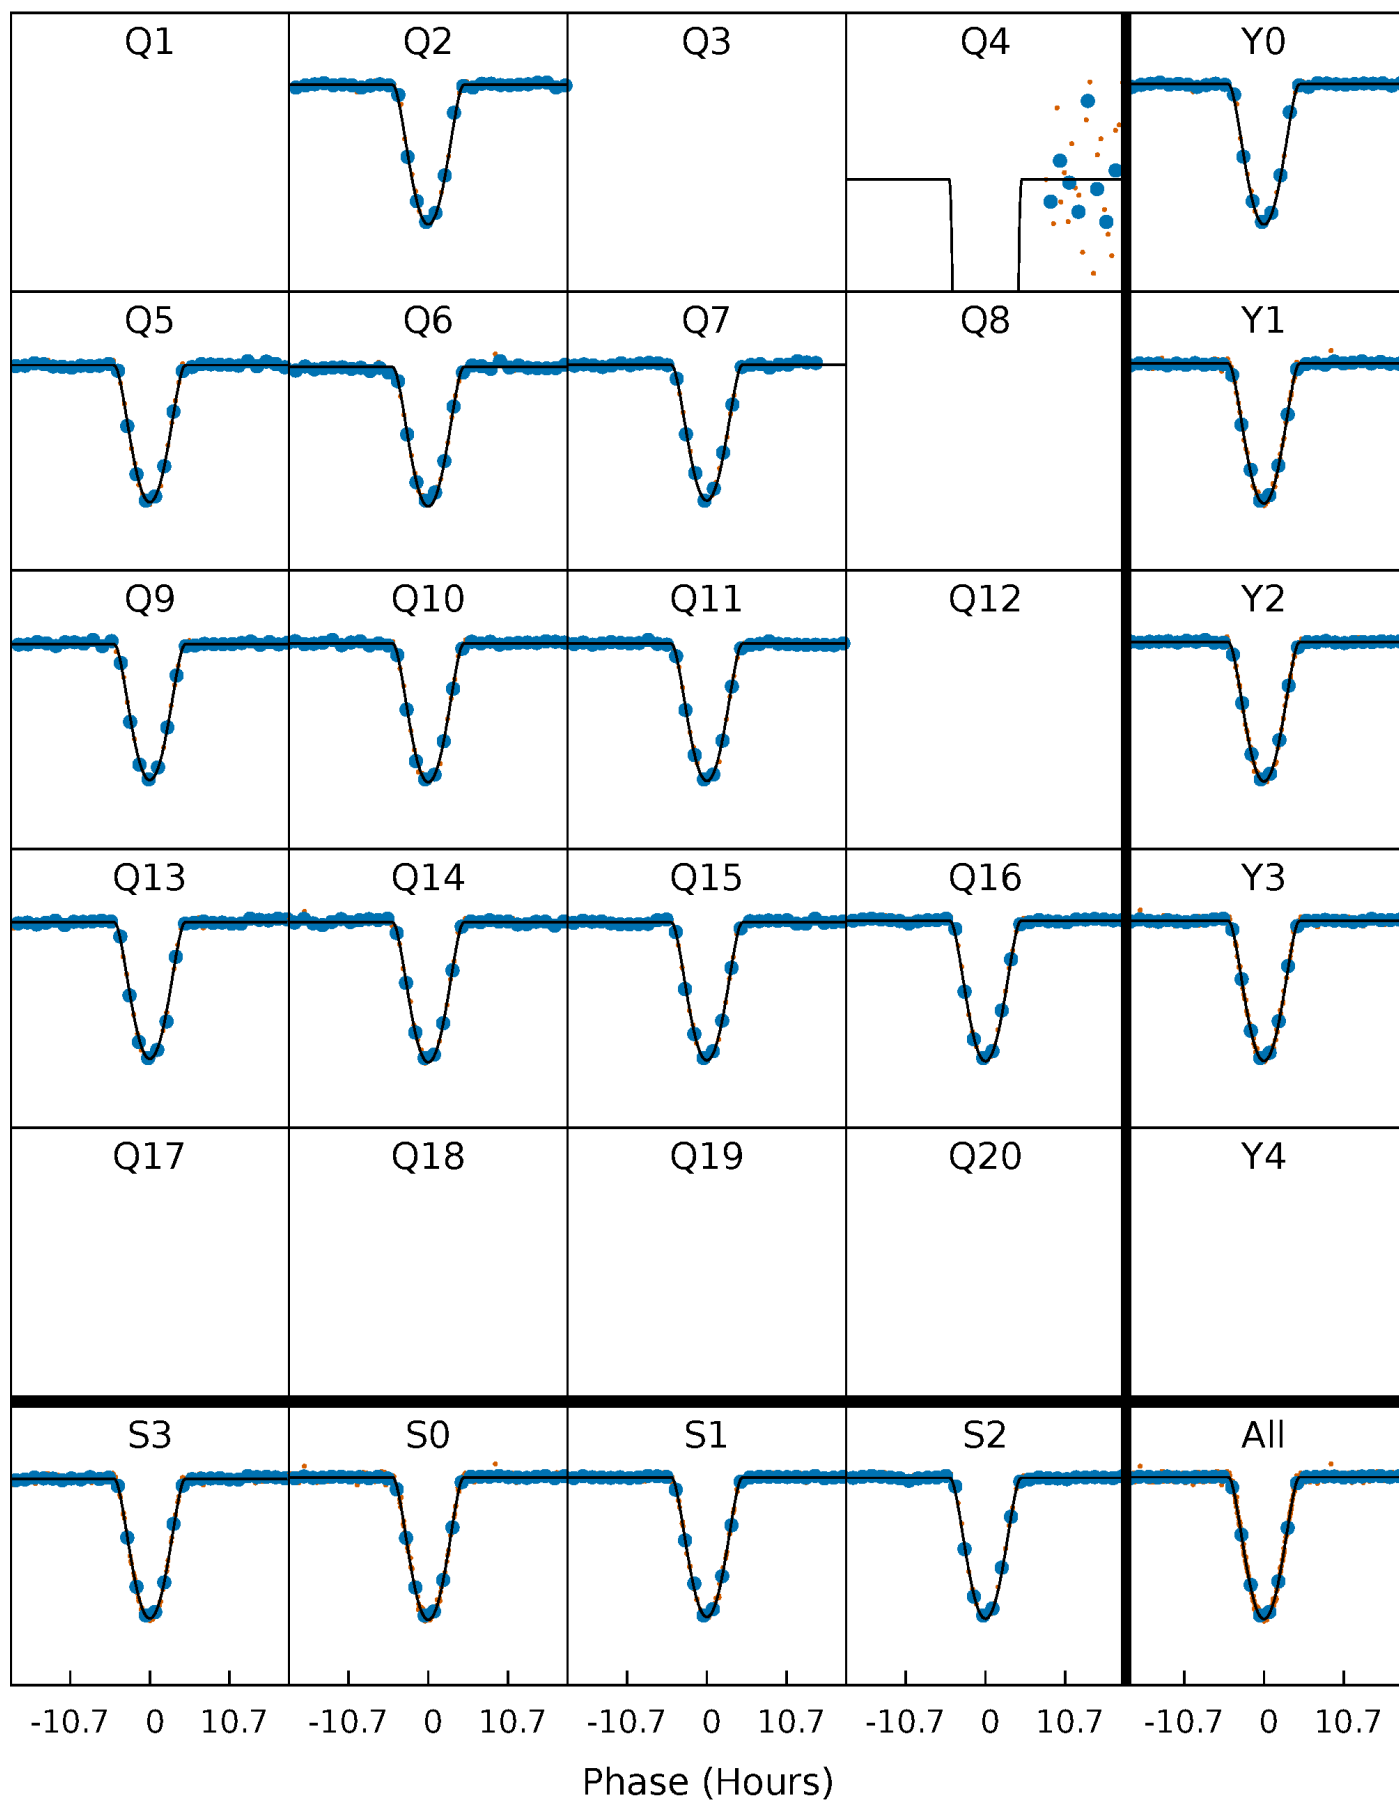 Q1 Q2 Q3 Q4 Y0
Q5 Q6 Q7 Q8 Y1
Q9 Q10 Q11 Q12 Y2
Q13 Q14 Q15 Q16 Y3
Q17 Q18 Q19 Q20 Y4
S3 S0 S1 S2 All
-10.7 0 10.7 -10.7 0 10.7 -10.7 0 10.7 -10.7 0 10.7 -10.7 0 10.7
Phase (Hours)